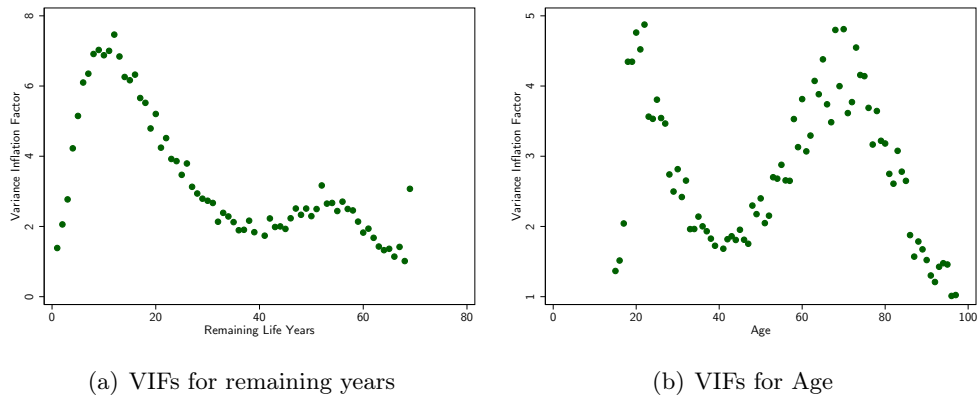 Variance Inflation Factor
8
6
4
2
0
0 20 40 60 80
Remaining Life Years
(a) VIFs for remaining years
Variance Inflation Factor
5
4
3
2
1
0 20 40 60 80 100
Age
(b) VIFs for Age